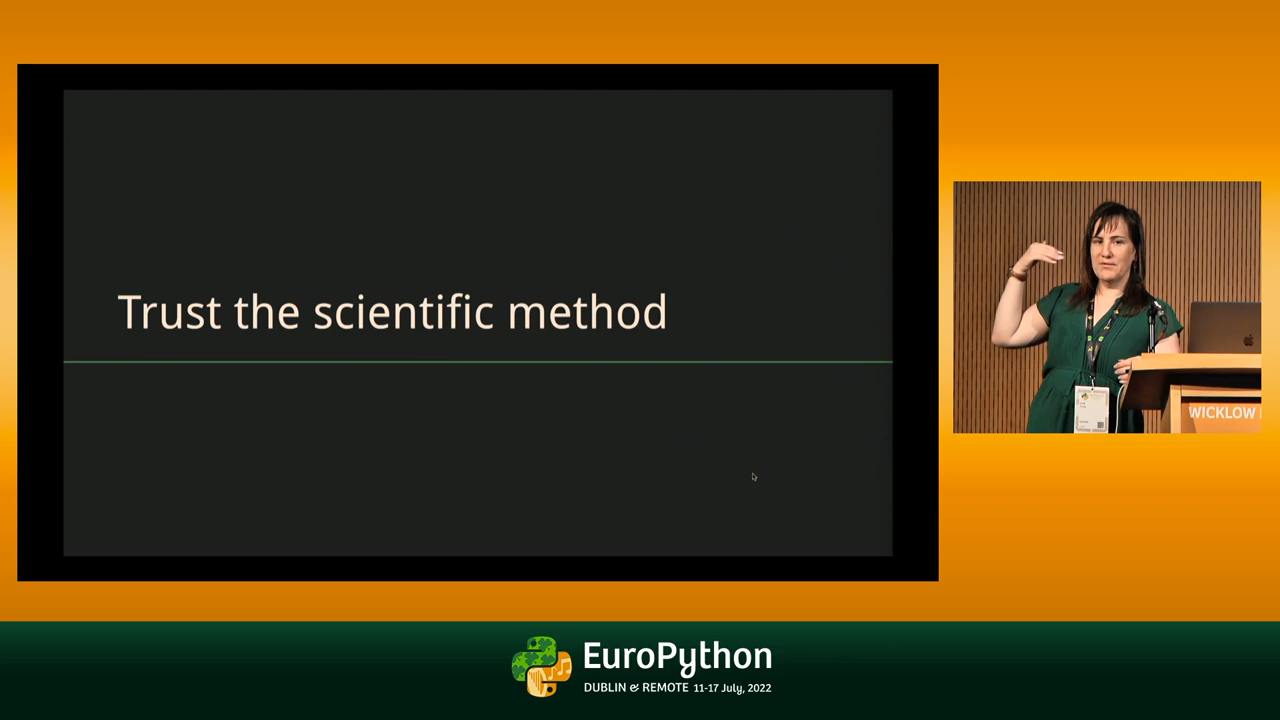 Trust the scientific method
WICKLOW
EuroPython
DUBLIN & REMOTE 11-17 July, 2022